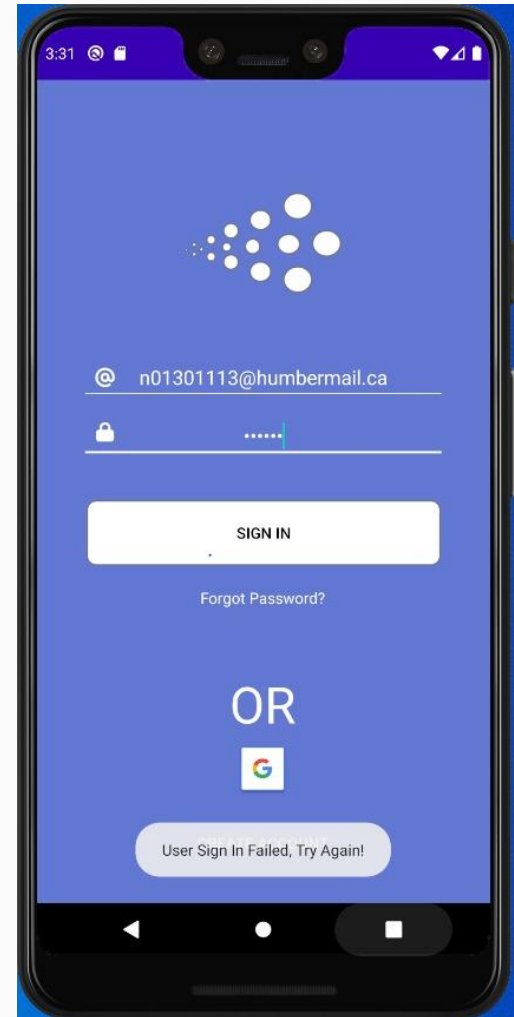 3:31
n01301113@humbermail.ca
••••••
SIGN IN
Forgot Password?
OR
G
User Sign In Failed, Try Again!